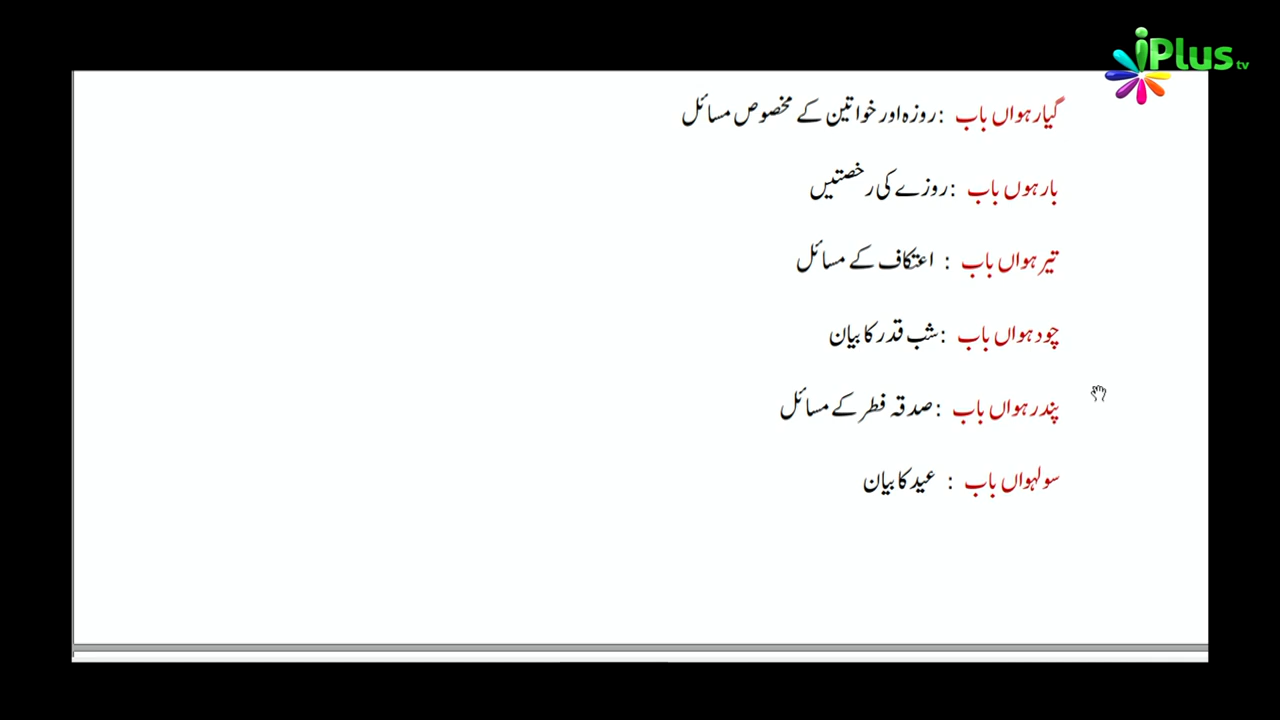 iPlus tv
گیارہواں باب : روزہ اور خواتین کے مخصوص مسائل
بارہوں باب : روزے کی رخصتیں
تیرہواں باب : اعتکاف کے مسائل
چودہواں باب : شب قدر کا بیان
پندرہواں باب : صدقہ فطر کے مسائل
سولہواں باب : عید کا بیان